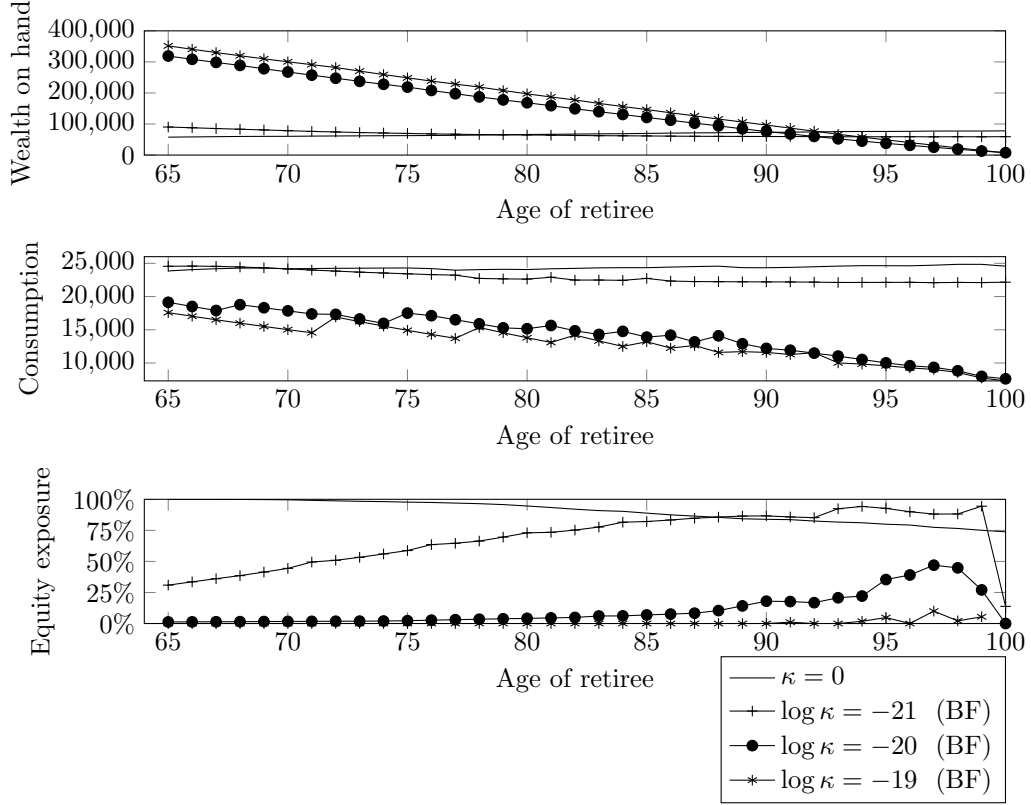 Wealth on hand
400,000
300,000
200,000
100,000
0
65 70 75 80 85 90 95 100
Age of retiree
Consumption
25,000
20,000
15,000
10,000
65 70 75 80 85 90 95 100
Age of retiree
Equity exposure
100%
75%
50%
25%
0%
65 70 75 80 85 90 95 100
Age of retiree
κ = 0
log κ = −21 (BF)
log κ = −20 (BF)
log κ = −19 (BF)